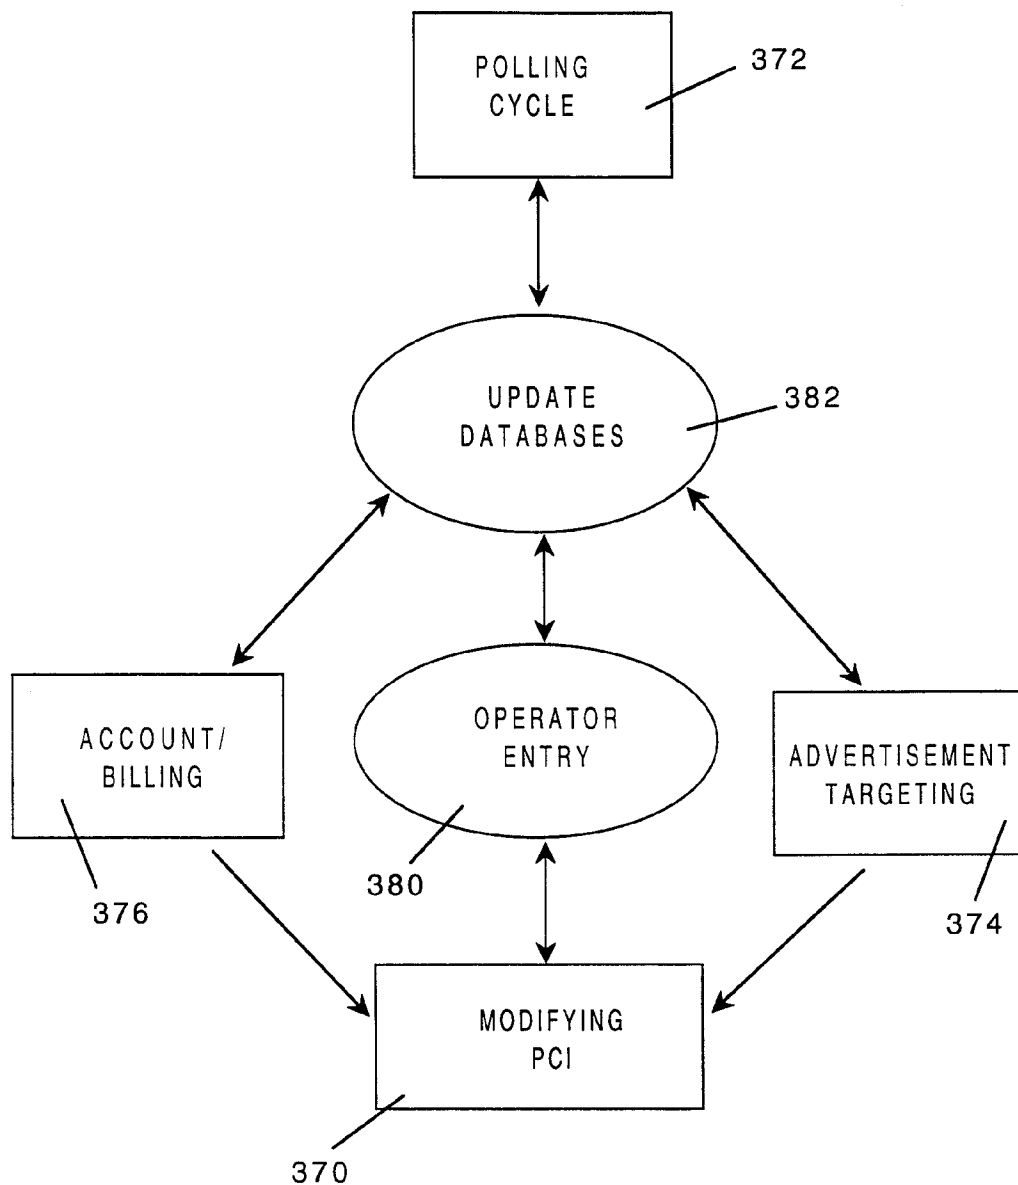 POLLING
CYCLE
372
UPDATE
DATABASES
382
ACCOUNT/
BILLING
376
OPERATOR
ENTRY
380
ADVERTISEMENT
TARGETING
374
MODIFYING
PCI
370